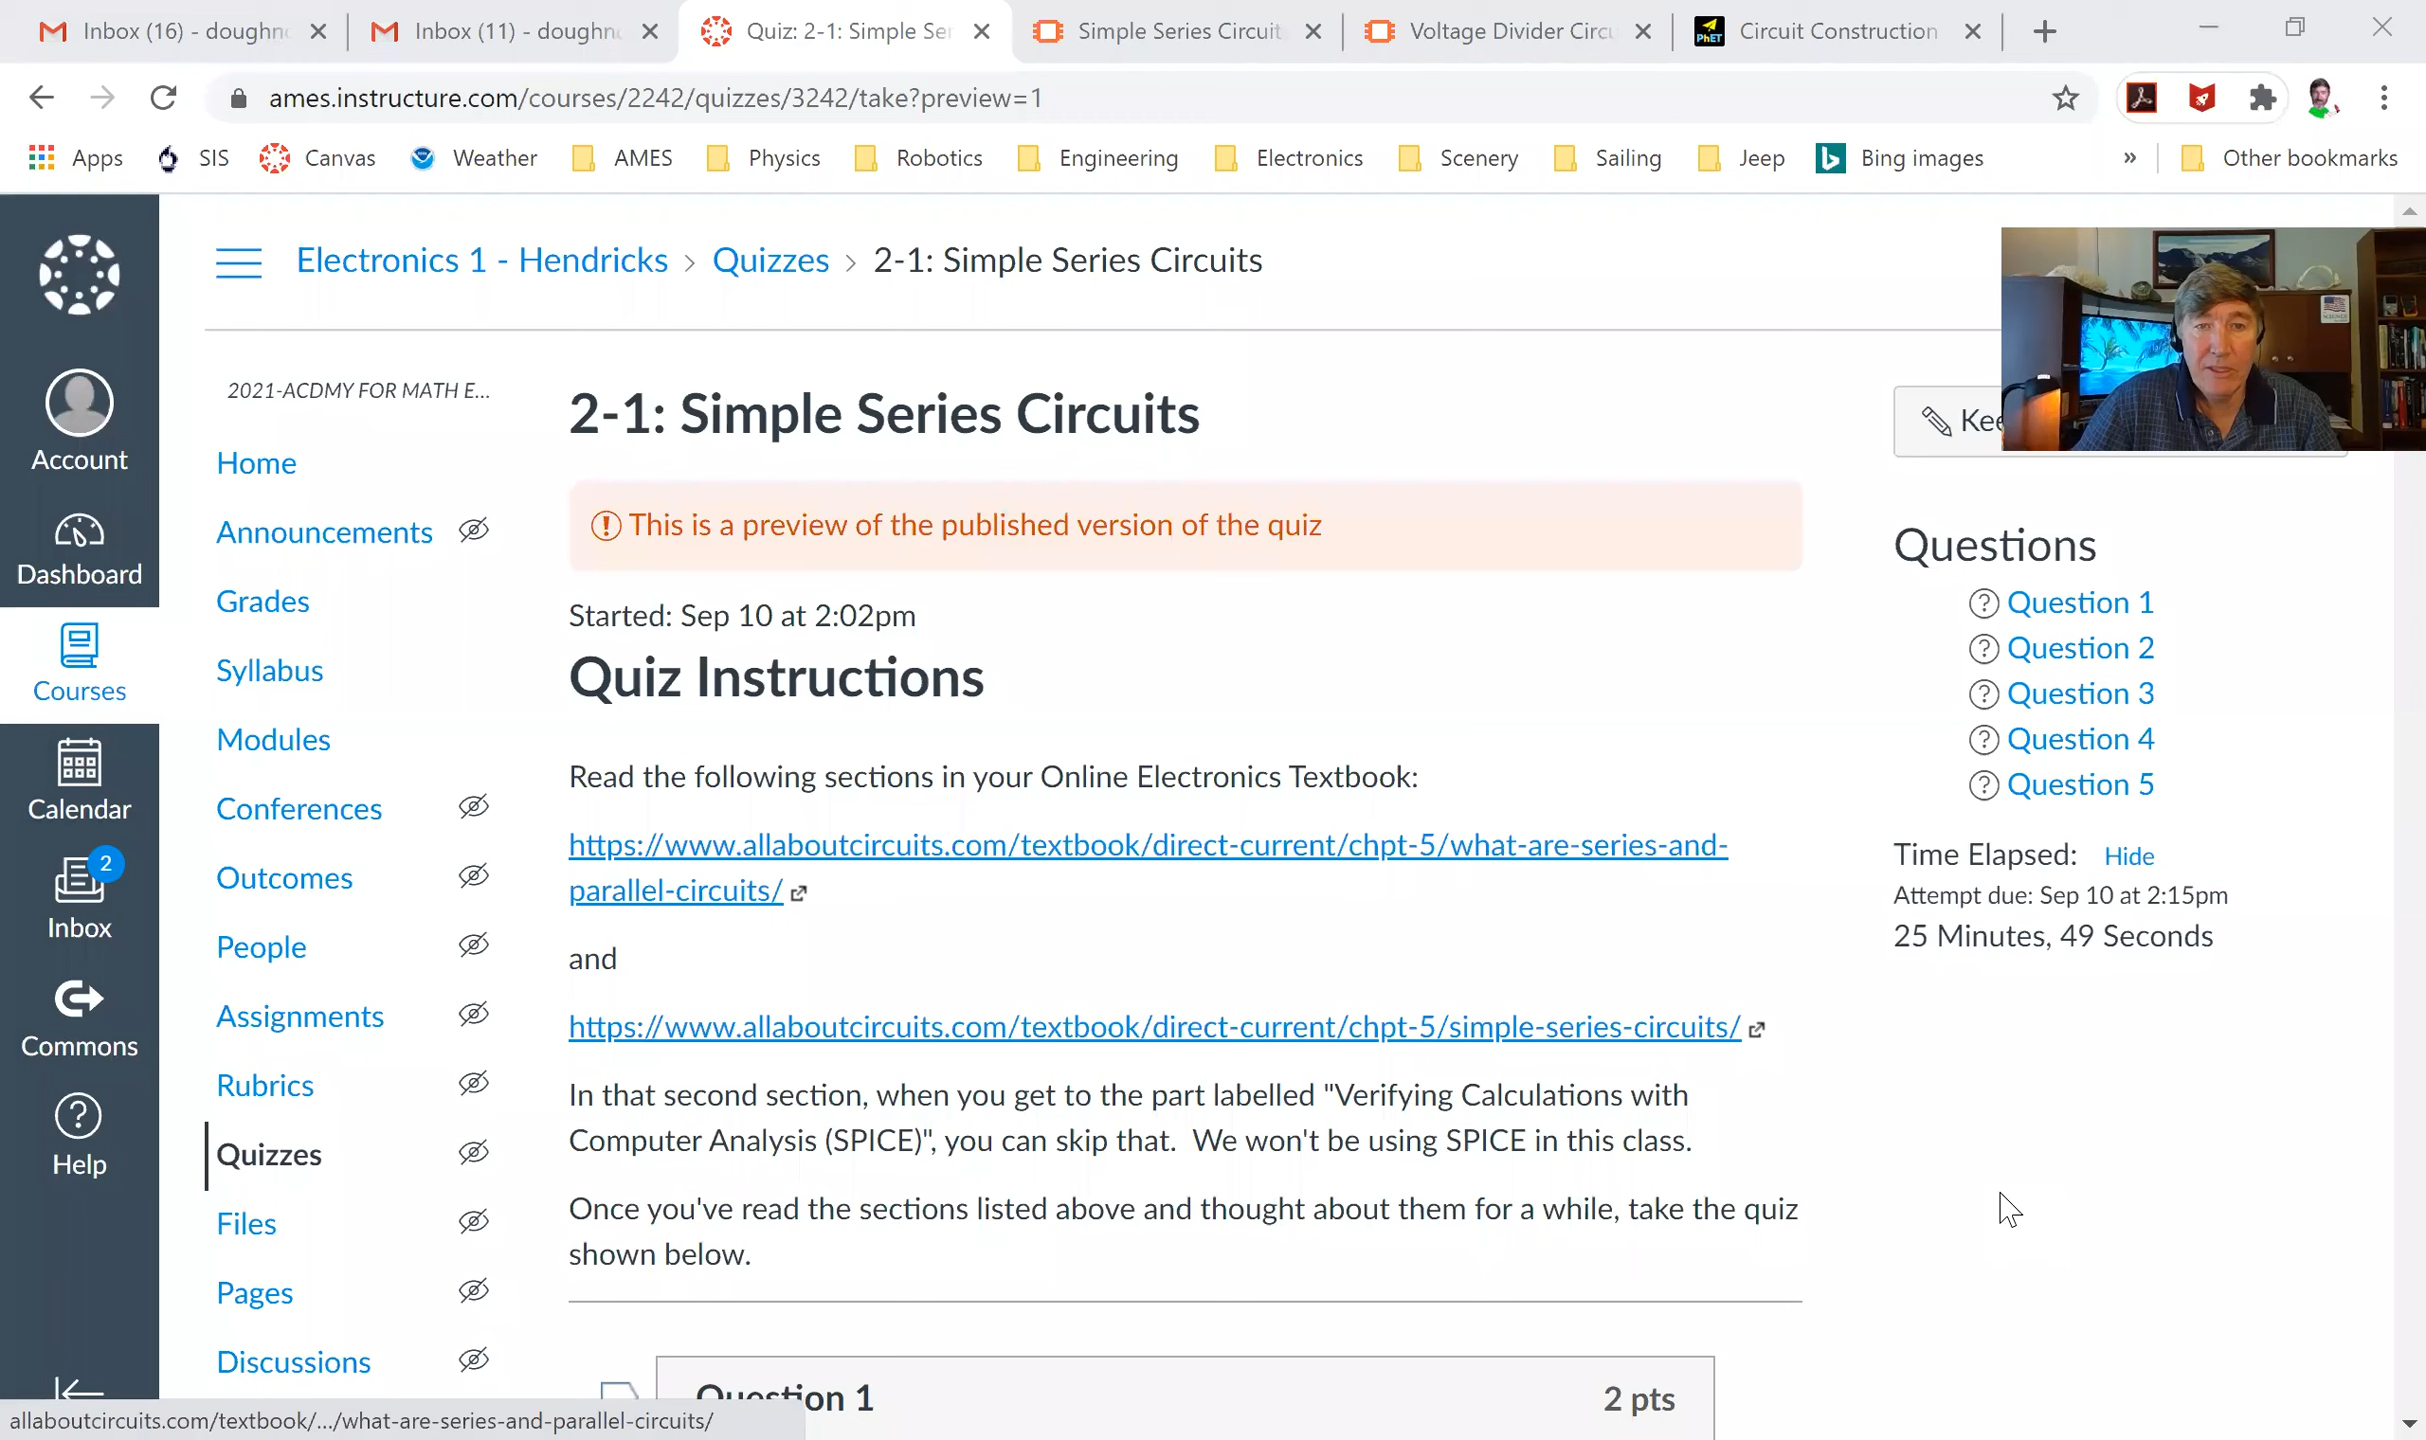 Inbox (16) - doughn
Inbox (11) - doughn
Quiz: 2-1: Simple Se
Simple Series Circuit
Voltage Divider Circu
PhET
Circuit Construction
ames.instructure.com/courses/2242/quizzes/3242/take?preview=1
Apps
SIS
Canvas
Weather
AMES
Physics
Robotics
Engineering
Electronics
Scenery
Sailing
Jeep
Bing images
»
Other bookmarks
Electronics 1 - Hendricks > Quizzes > 2-1: Simple Series Circuits
Account
Dashboard
Courses
Calendar
2
Inbox
Commons
Help
2021-ACDMY FOR MATH E...
Home
Announcements
Grades
Syllabus
Modules
Conferences
Outcomes
People
Assignments
Rubrics
Quizzes
Files
Pages
Discussions
2-1: Simple Series Circuits
This is a preview of the published version of the quiz
Started: Sep 10 at 2:02pm
Quiz Instructions
Read the following sections in your Online Electronics Textbook:
https://www.allaboutcircuits.com/textbook/direct-current/chpt-5/what-are-series-and-
parallel-circuits/
and
https://www.allaboutcircuits.com/textbook/direct-current/chpt-5/simple-series-circuits/
In that second section, when you get to the part labelled "Verifying Calculations with
Computer Analysis (SPICE)", you can skip that.  We won't be using SPICE in this class.
Once you've read the sections listed above and thought about them for a while, take the quiz
shown below.
Question 1
2 pts
Kee
Questions
Question 1
Question 2
Question 3
Question 4
Question 5
Time Elapsed: Hide
Attempt due: Sep 10 at 2:15pm
25 Minutes, 49 Seconds
allaboutcircuits.com/textbook/.../what-are-series-and-parallel-circuits/